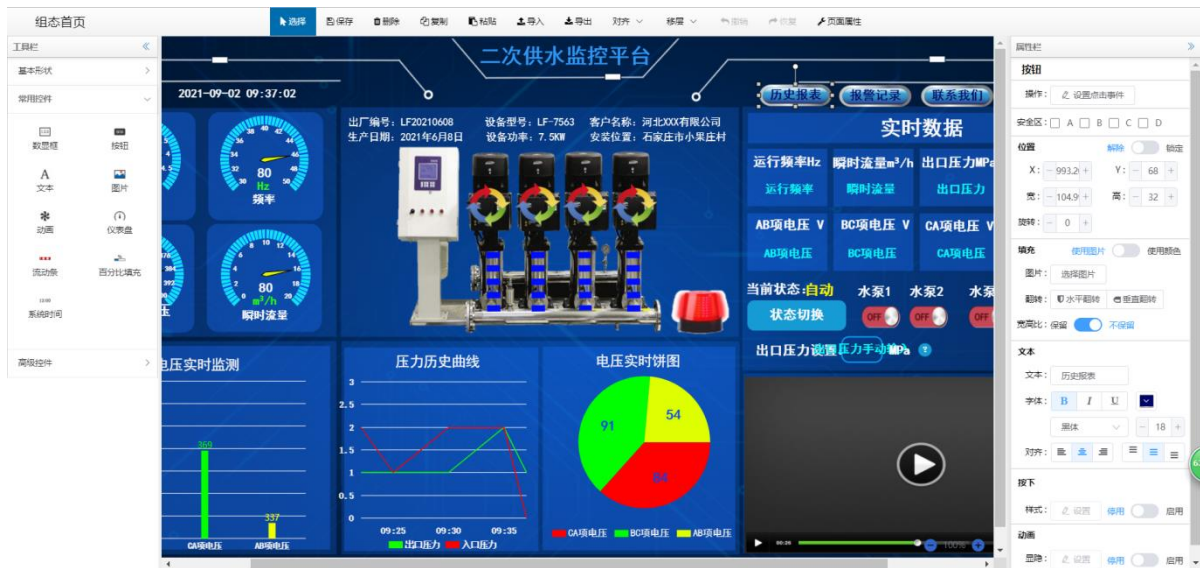 组态首页 选择 保存 删除 复制 粘贴 导入 导出 对齐 移层 撤销 恢复 页面属性
工具栏
基本形状
常用控件
数显框 按钮
文本 图片
动画 仪表盘
流动条 百分比填充
系统时间
高级控件
二次供水监控平台
2021-09-02 09:37:02
历史报表 报警记录 联系我们
出厂编号: LF20210608 设备型号: LF-7563 客户名称: 河北XXX有限公司
生产日期: 2021年6月8日 设备功率: 7.5KW 安装位置: 石家庄市小果庄村
80
Hz
频率
80
m³/h
瞬时流量
实时数据
运行频率Hz 瞬时流量m³/h 出口压力MPa
运行频率 瞬时流量 出口压力
AB项电压 V BC项电压 V CA项电压 V
AB项电压 BC项电压 CA项电压
当前状态:自动 水泵1 水泵2
状态切换 OFF OFF OFF
出口压力设置 MPa
电压实时监测
369
337
CA项电压 AB项电压
压力历史曲线
3
2.5
2
1.5
1
0.5
0
09:25 09:30 09:35
出口压力 入口压力
电压实时饼图
91 54
84
CA项电压 BC项电压 AB项电压
00:26
100%
属性栏
按钮
操作: 设置点击事件
安全区: A B C D
位置 解除 锁定
X: - 993.2 + Y: - 68 +
宽: - 104.9 + 高: - 32 +
旋转: - 0 +
填充 使用图片 使用颜色
图片: 选择图片
翻转: 水平翻转 垂直翻转
宽高比: 保留 不保留
文本
文本: 历史报表
字体: B I U
黑体 - 18 +
对齐:
按下
样式: 设置 停用 启用
动画
显隐: 设置 停用 启用